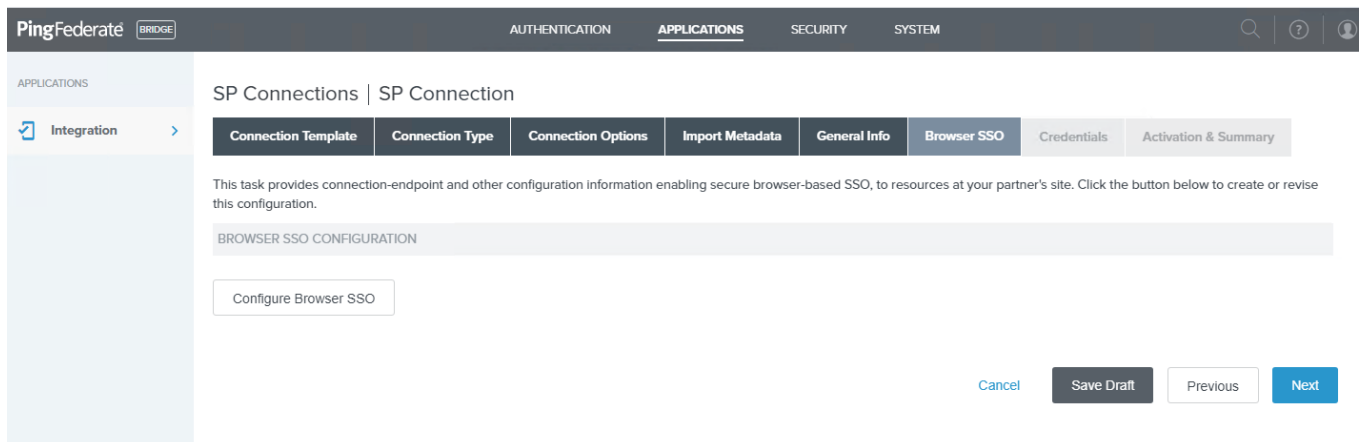 PingFederate® BRIDGE AUTHENTICATION APPLICATIONS SECURITY SYSTEM ?
APPLICATIONS
Integration
SP Connections | SP Connection
Connection Template Connection Type Connection Options Import Metadata General Info Browser SSO Credentials Activation & Summary
This task provides connection-endpoint and other configuration information enabling secure browser-based SSO, to resources at your partner's site. Click the button below to create or revise
this configuration.
BROWSER SSO CONFIGURATION
Configure Browser SSO
Cancel Save Draft Previous Next